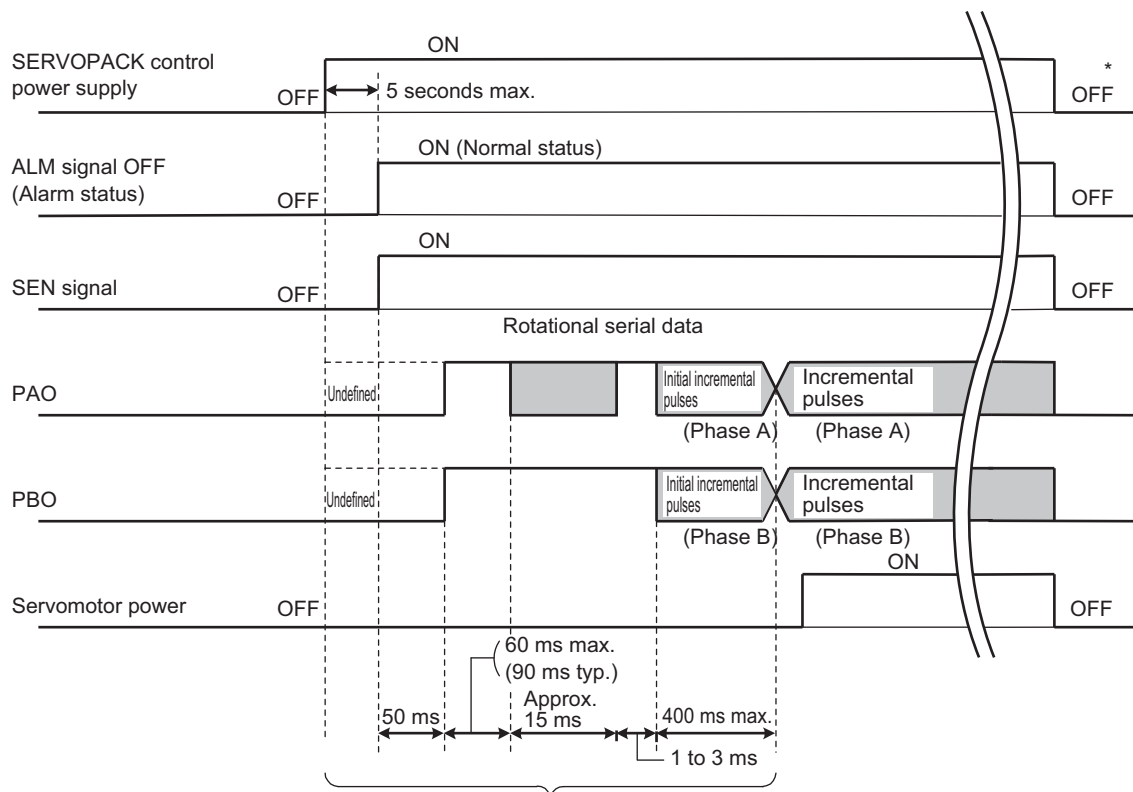 ON
SERVOPACK control
power supply
OFF
5 seconds max.
*
OFF
ON (Normal status)
ALM signal OFF
(Alarm status)
OFF
OFF
ON
SEN signal
OFF
OFF
Rotational serial data
PAO
Undefined
Initial incremental
pulses
Incremental
pulses
(Phase A)
(Phase A)
PBO
Undefined
Initial incremental
pulses
Incremental
pulses
(Phase B)
(Phase B)
ON
Servomotor power
OFF
OFF
60 ms max.
(90 ms typ.)
50 ms
Approx.
15 ms
400 ms max.
1 to 3 ms